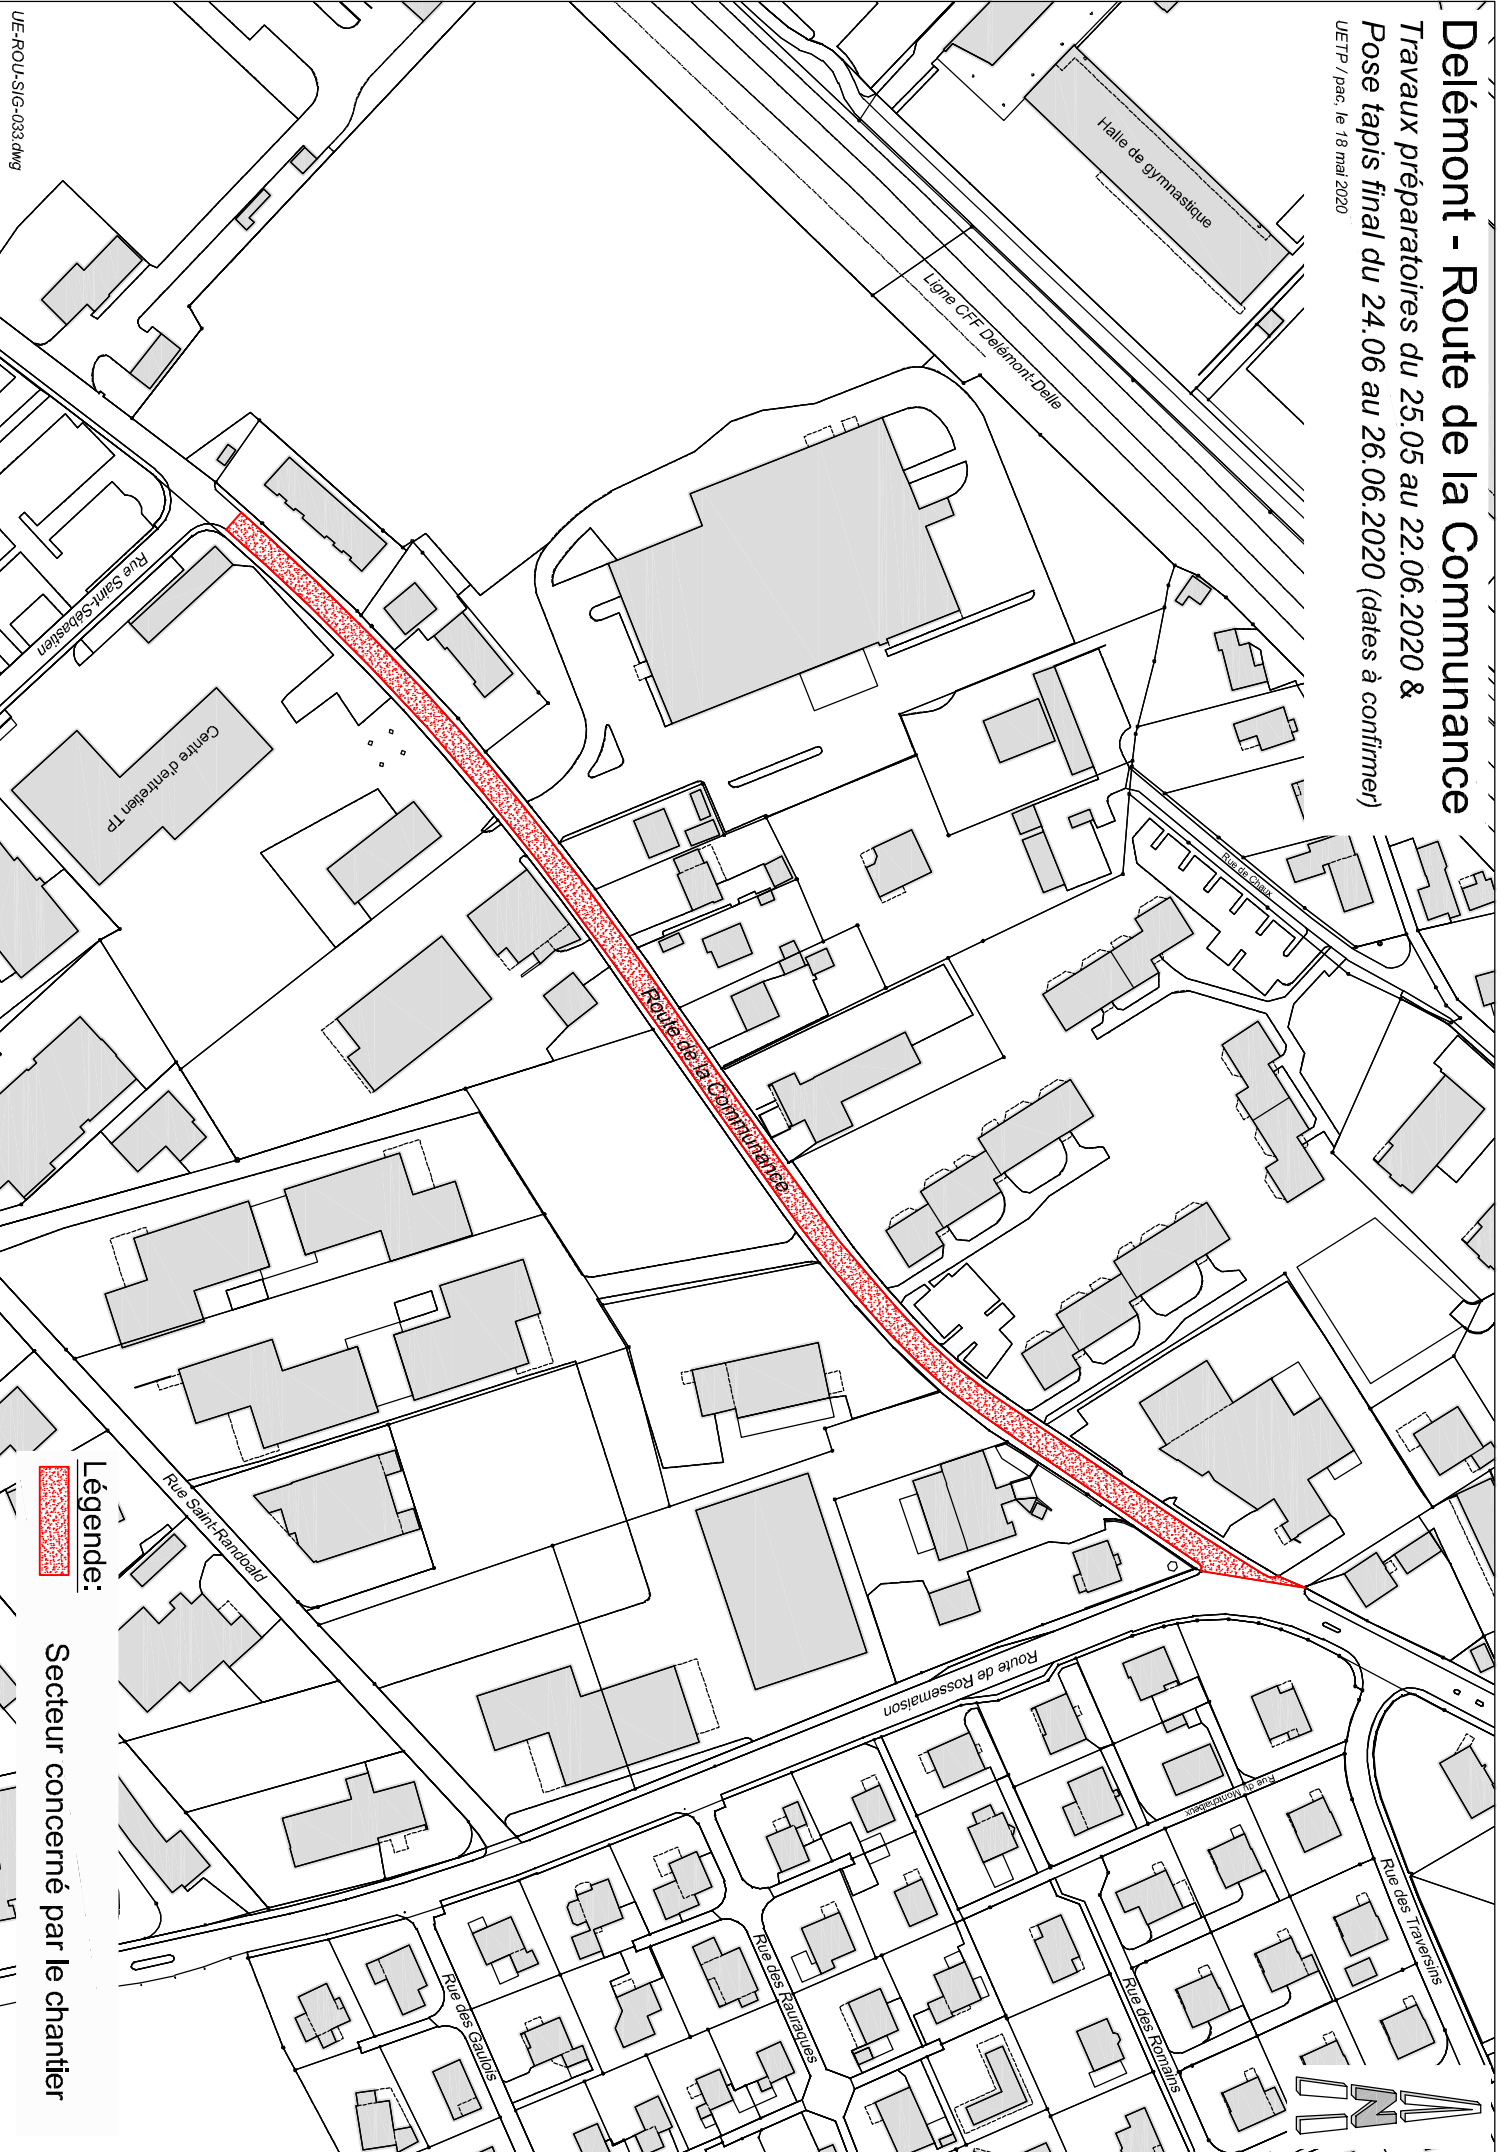 Delémont - Route de la Communance
Travaux préparatoires du 25.05 au 22.06.2020 &
Pose tapis final du 24.06 au 26.06.2020 (dates à confirmer)
UETP / pac, le 18 mai 2020
Halle de gymnastique
Ligne CFF Delémont-Delle
Rue de Chaux
Route de la Communance
Rue Saint-Sébastien
Centre d'entretien TP
Rue Saint-Randoald
Route de Rossemaison
Rue du Montchaibeux
Rue des Traversins
Rue des Romains
Rue des Rauraques
Rue des Gaulois
N
Légende:
Secteur concerné par le chantier
UE-ROU-SIG-033.dwg